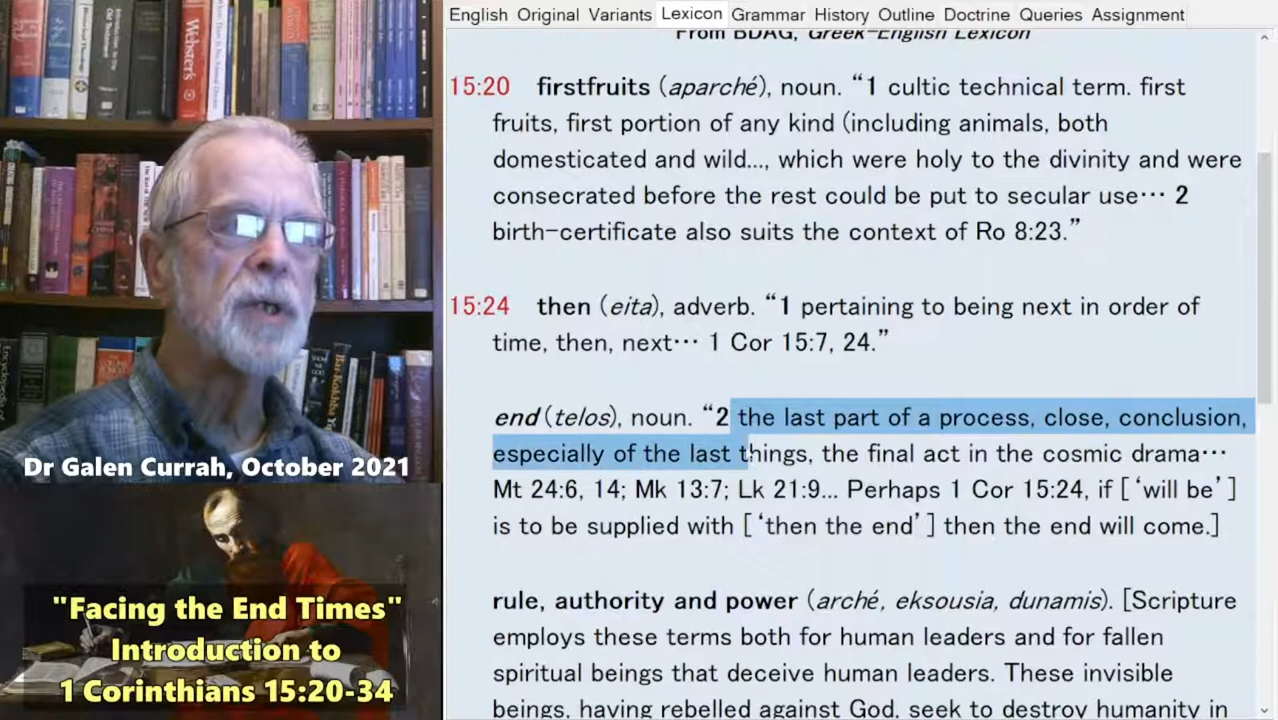 English Original Variants Lexicon Grammar History Outline Doctrine Queries Assignment
From BDAG, Greek-English Lexicon
15:20 firstfruits (aparché), noun. “1 cultic technical term. first
fruits, first portion of any kind (including animals, both
domesticated and wild…, which were holy to the divinity and were
consecrated before the rest could be put to secular use… 2
birth-certificate also suits the context of Ro 8:23.”
15:24 then (eita), adverb. “1 pertaining to being next in order of
time, then, next… 1 Cor 15:7, 24.”
end (telos), noun. “2 the last part of a process, close, conclusion,
especially of the last things, the final act in the cosmic drama…
Mt 24:6, 14; Mk 13:7; Lk 21:9... Perhaps 1 Cor 15:24, if [‘will be’]
is to be supplied with [‘then the end’] then the end will come.]
rule, authority and power (arché, eksousia, dunamis). [Scripture
employs these terms both for human leaders and for fallen
spiritual beings that deceive human leaders. These invisible
beings, having rebelled against God, seek to destroy humanity in
Webster's
Dr Galen Currah, October 2021
"Facing the End Times"
Introduction to
1 Corinthians 15:20-34